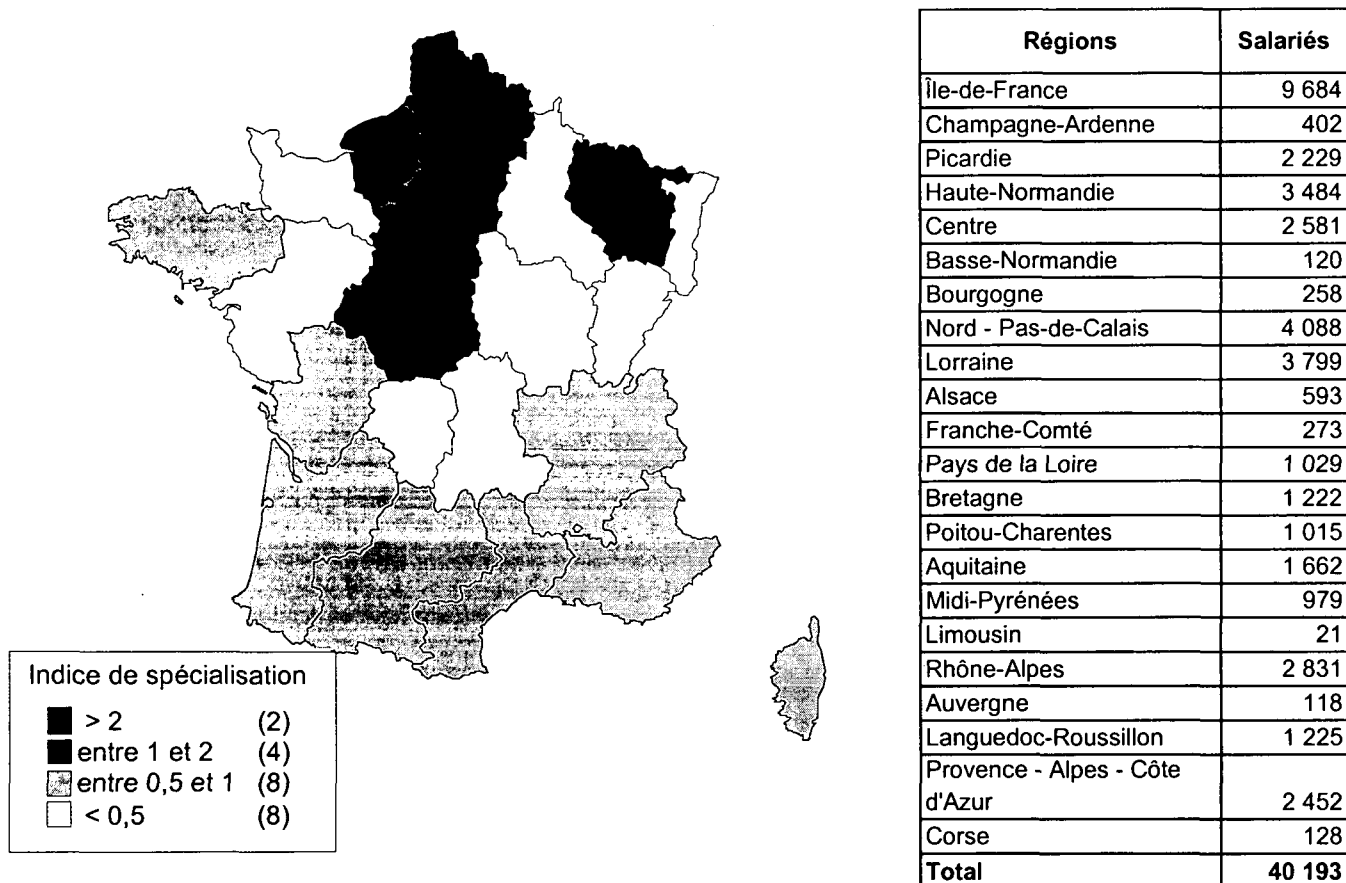 Indice de spécialisation
> 2 (2)
entre 1 et 2 (4)
entre 0,5 et 1 (8)
< 0,5 (8)
Régions Salariés
Île-de-France 9 684
Champagne-Ardenne 402
Picardie 2 229
Haute-Normandie 3 484
Centre 2 581
Basse-Normandie 120
Bourgogne 258
Nord - Pas-de-Calais 4 088
Lorraine 3 799
Alsace 593
Franche-Comté 273
Pays de la Loire 1 029
Bretagne 1 222
Poitou-Charentes 1 015
Aquitaine 1 662
Midi-Pyrénées 979
Limousin 21
Rhône-Alpes 2 831
Auvergne 118
Languedoc-Roussillon 1 225
Provence - Alpes - Côte
d'Azur 2 452
Corse 128
Total 40 193